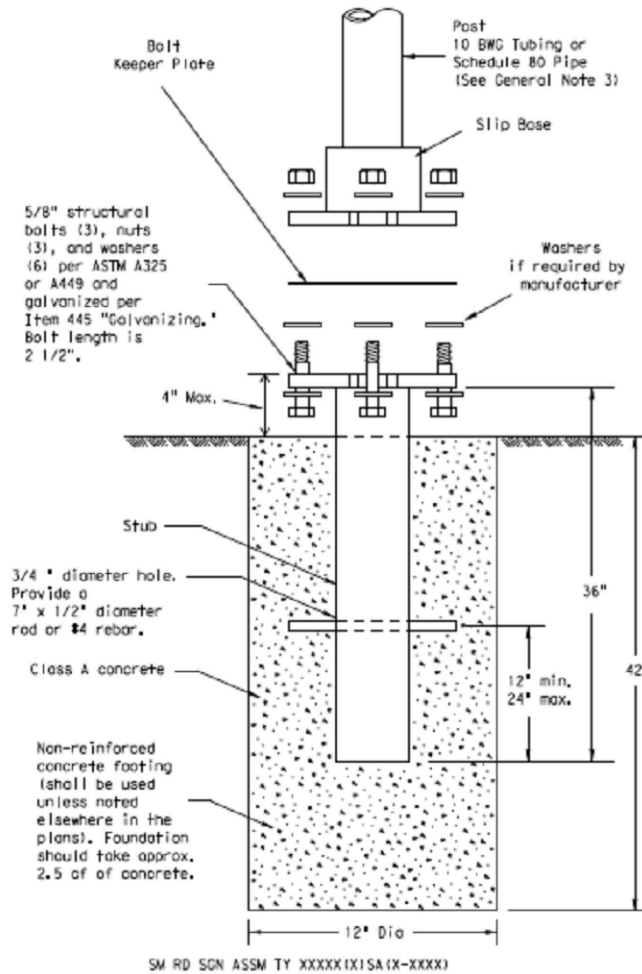 Bolt
Keeper Plate
Post
10 BWG Tubing or
Schedule 80 Pipe
(See General Note 3)
Slip Base
5/8" structural
bolts (3), nuts
(3), and washers
(6) per ASTM A325
or A449 and
galvanized per
Item 445 "Galvanizing."
Bolt length is
2 1/2".
Washers
if required by
manufacturer
4" Max.
Stub
3/4 " diameter hole.
Provide a
7" x 1/2" diameter
rod or #4 rebar.
36"
12" min.
24" max.
42
Class A concrete
Non-reinforced
concrete footing
(shall be used
unless noted
elsewhere in the
plans). Foundation
should take approx.
2.5 cf of concrete.
12" Dia
SM RD SGN ASSM TY XXXXX(X)SA(X-XXXX)